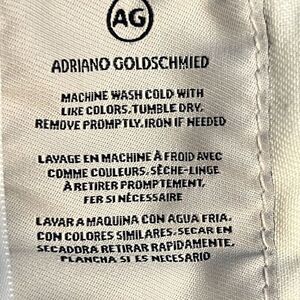 AG
ADRIANO GOLDSCHMIED
MACHINE WASH COLD WITH
LIKE COLORS, TUMBLE DRY,
REMOVE PROMPTLY, IRON IF NEEDED
LAVAGE EN MACHINE À FROID AVEC
COMME COULEURS, SÈCHE-LINGE
À RETIRER PROMPTEMENT,
FER SI NÉCESSAIRE
LAVAR A MAQUINA CON AGUA FRIA,
CON COLORES SIMILARES, SECAR EN
SECADORA RETIRAR RAPIDAMENTE,
PLANCHA SI ES NECESARIO